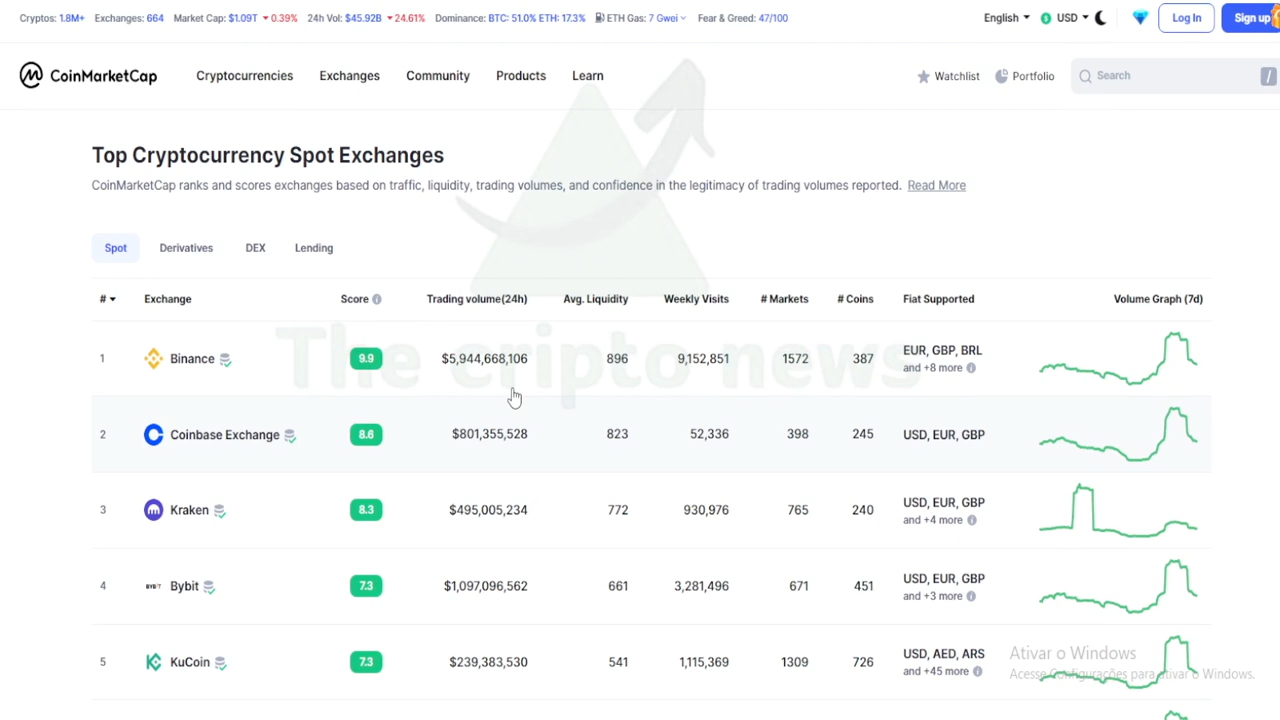 Cryptos: 1.8M+ Exchanges: 664 Market Cap: $1.09T 0.39% 24h Vol: $45.92B 24.61% Dominance: BTC: 51.0% ETH: 17.3% ETH Gas: 7 Gwei Fear & Greed: 47/100 English USD Log In Sign up
CoinMarketCap Cryptocurrencies Exchanges Community Products Learn Watchlist Portfolio Search /
Top Cryptocurrency Spot Exchanges
CoinMarketCap ranks and scores exchanges based on traffic, liquidity, trading volumes, and confidence in the legitimacy of trading volumes reported. Read More
Spot Derivatives DEX Lending
# Exchange Score Trading volume(24h) Avg. Liquidity Weekly Visits # Markets # Coins Fiat Supported Volume Graph (7d)
The cripto news
1 Binance 9.9 $5,944,668,106 896 9,152,851 1572 387 EUR, GBP, BRL
and +8 more
2 Coinbase Exchange 8.6 $801,355,528 823 52,336 398 245 USD, EUR, GBP
3 Kraken 8.3 $495,005,234 772 930,976 765 240 USD, EUR, GBP
and +4 more
4 BYBIT Bybit 7.3 $1,097,096,562 661 3,281,496 671 451 USD, EUR, GBP
and +3 more
5 KuCoin 7.3 $239,383,530 541 1,115,369 1309 726 USD, AED, ARS
and +45 more
Ativar o Windows
Acesse Configurações para ativar o Windows.